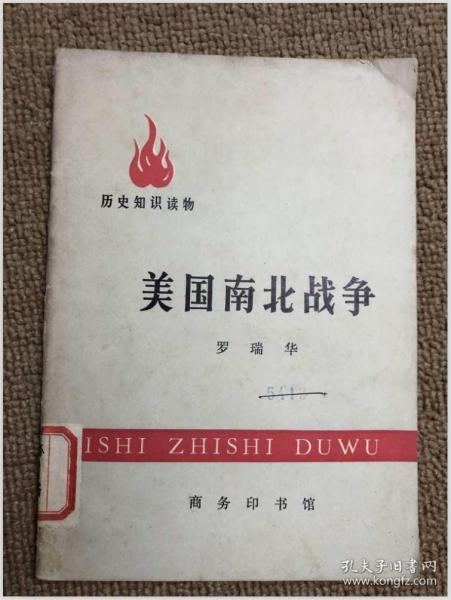 历史知识读物
美国南北战争
罗瑞华
ISHI ZHISHI DUWU
商务印书馆
孔夫子旧书网
www.kongfz.com